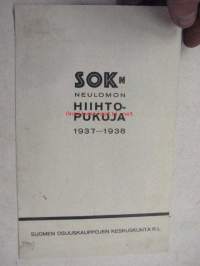 SOKN
NEULOMON
HIIHTO-
PUKUJA
1937—1938
SUOMEN OSUUSKAUPPOJEN KESKUSKUNTA R.L.